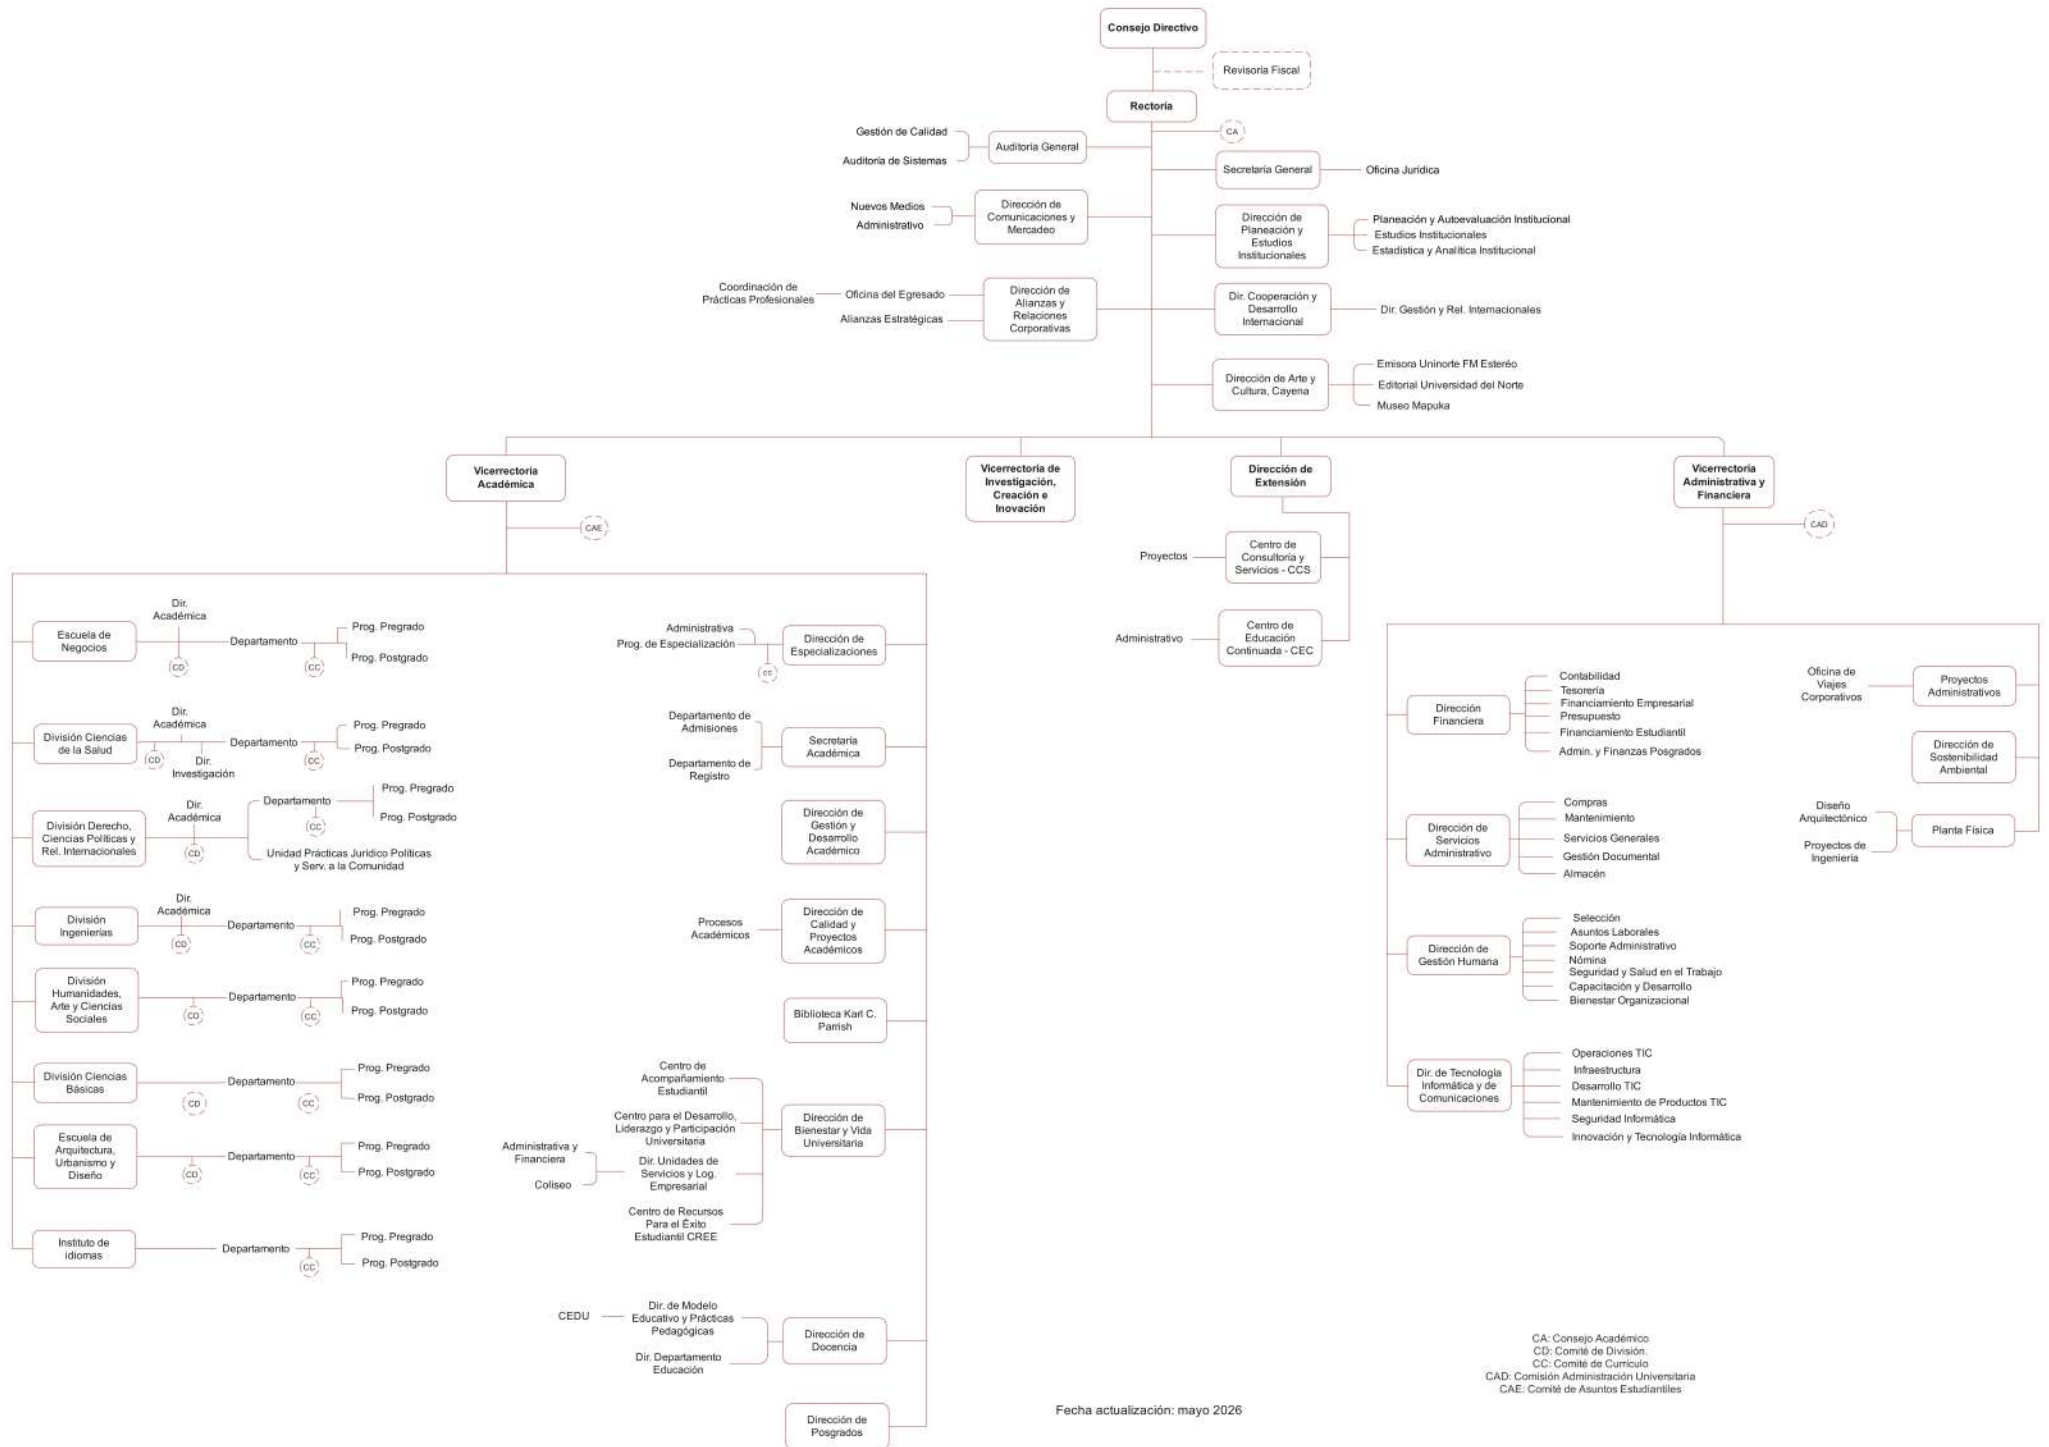 Consejo Directivo
Revisoría Fiscal
Rectoría
CA
Gestión de Calidad
Auditoría de Sistemas
Auditoría General
Secretaría General
Oficina Jurídica
Nuevos Medios
Administrativo
Dirección de
Comunicaciones y
Mercadeo
Dirección de
Planeación y
Estudios
Institucionales
Planeación y Autoevaluación Institucional
Estudios Institucionales
Estadística y Analítica Institucional
Coordinación de
Prácticas Profesionales
Oficina del Egresado
Alianzas Estratégicas
Dirección de
Alianzas y
Relaciones
Corporativas
Dir. Cooperación y
Desarrollo
Internacional
Dir. Gestión y Rel. Internacionales
Dirección de Arte y
Cultura, Cayena
Emisora Uninorte FM Esteréo
Editorial Universidad del Norte
Museo Mapuka
Vicerrectoría
Académica
CAE
Vicerrectoría de
Investigación,
Creación e
Inovación
Dirección de
Extensión
Vicerrectoría
Administrativa y
Financiera
CAD
Escuela de
Negocios
Dir.
Académica
CD
Departamento
CC
Prog. Pregrado
Prog. Postgrado
División Ciencias
de la Salud
Dir.
Académica
CD
Dir.
Investigación
Departamento
CC
Prog. Pregrado
Prog. Postgrado
División Derecho,
Ciencias Políticas y
Rel. Internacionales
Dir.
Académica
CD
Departamento
CC
Prog. Pregrado
Prog. Postgrado
Unidad Prácticas Jurídico Políticas
y Serv. a la Comunidad
División
Ingenierías
Dir.
Académica
CD
Departamento
CC
Prog. Pregrado
Prog. Postgrado
División
Humanidades,
Arte y Ciencias
Sociales
CD
Departamento
CC
Prog. Pregrado
Prog. Postgrado
División Ciencias
Básicas
CD
Departamento
CC
Prog. Pregrado
Prog. Postgrado
Escuela de
Arquitectura,
Urbanismo y
Diseño
CD
Departamento
CC
Prog. Pregrado
Prog. Postgrado
Instituto de
idiomas
Departamento
CC
Prog. Pregrado
Prog. Postgrado
Administrativa
Prog. de Especialización
CC
Dirección de
Especializaciones
Departamento de
Admisiones
Departamento de
Registro
Secretaría
Académica
Dirección de
Gestión y
Desarrollo
Académico
Procesos
Académicos
Dirección de
Calidad y
Proyectos
Académicos
Biblioteca Karl C.
Parrish
Centro de
Acompañamiento
Estudiantil
Centro para el Desarrollo,
Liderazgo y Participación
Universitaria
Administrativa y
Financiera
Coliseo
Dir. Unidades de
Servicios y Log.
Empresarial
Centro de Recursos
Para el Éxito
Estudiantil CREE
Dirección de
Bienestar y Vida
Universitaria
CEDU
Dir. de Modelo
Educativo y Prácticas
Pedagógicas
Dir. Departamento
Educación
Dirección de
Docencia
Dirección de
Posgrados
Proyectos
Centro de
Consultoría y
Servicios - CCS
Administrativo
Centro de
Educación
Continuada - CEC
Dirección
Financiera
Contabilidad
Tesorería
Financiamiento Empresarial
Presupuesto
Financiamiento Estudiantil
Admin. y Finanzas Posgrados
Dirección de
Servicios
Administrativo
Compras
Mantenimiento
Servicios Generales
Gestión Documental
Almacén
Dirección de
Gestión Humana
Selección
Asuntos Laborales
Soporte Administrativo
Nómina
Seguridad y Salud en el Trabajo
Capacitación y Desarrollo
Bienestar Organizacional
Dir. de Tecnología
Informática y de
Comunicaciones
Operaciones TIC
Infraestructura
Desarrollo TIC
Mantenimiento de Productos TIC
Seguridad Informática
Innovación y Tecnología Informática
Oficina de
Viajes
Corporativos
Proyectos
Administrativos
Dirección de
Sostenibilidad
Ambiental
Diseño
Arquitectónico
Proyectos de
Ingeniería
Planta Física
CA: Consejo Académico
CD: Comité de División.
CC: Comité de Currículo
CAD: Comisión Administración Universitaria
CAE: Comité de Asuntos Estudiantiles
Fecha actualización: mayo 2026